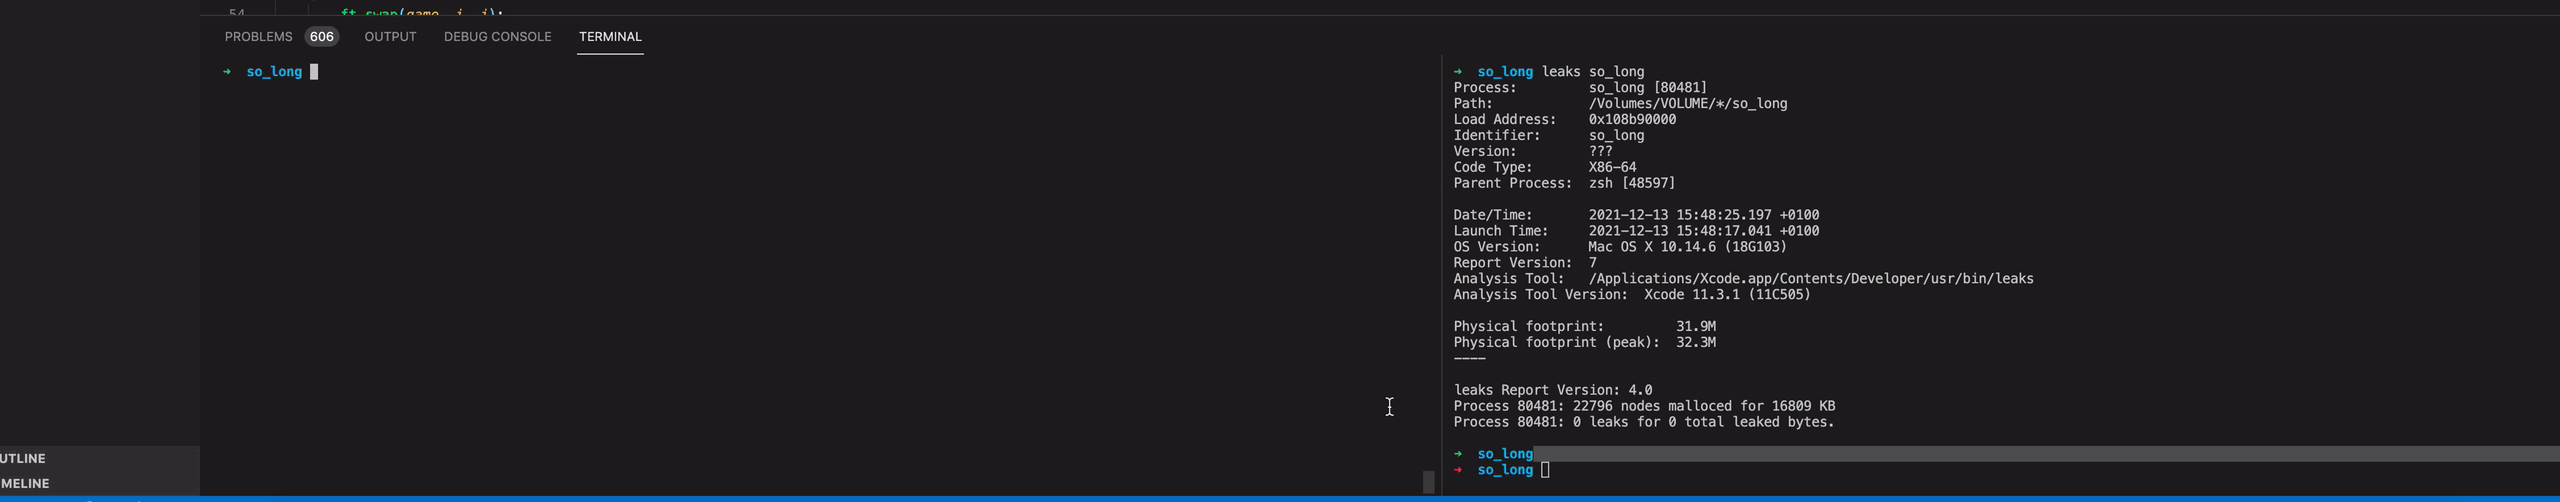 54 ft_swap(game, i, j);
PROBLEMS 606 OUTPUT DEBUG CONSOLE TERMINAL
➜ so_long
➜ so_long leaks so_long
Process: so_long [80481]
Path: /Volumes/VOLUME/*/so_long
Load Address: 0x108b90000
Identifier: so_long
Version: ???
Code Type: X86-64
Parent Process: zsh [48597]
Date/Time: 2021-12-13 15:48:25.197 +0100
Launch Time: 2021-12-13 15:48:17.041 +0100
OS Version: Mac OS X 10.14.6 (18G103)
Report Version: 7
Analysis Tool: /Applications/Xcode.app/Contents/Developer/usr/bin/leaks
Analysis Tool Version: Xcode 11.3.1 (11C505)
Physical footprint: 31.9M
Physical footprint (peak): 32.3M
----
leaks Report Version: 4.0
Process 80481: 22796 nodes malloced for 16809 KB
Process 80481: 0 leaks for 0 total leaked bytes.
➜ so_long
➜ so_long
UTLINE
MELINE